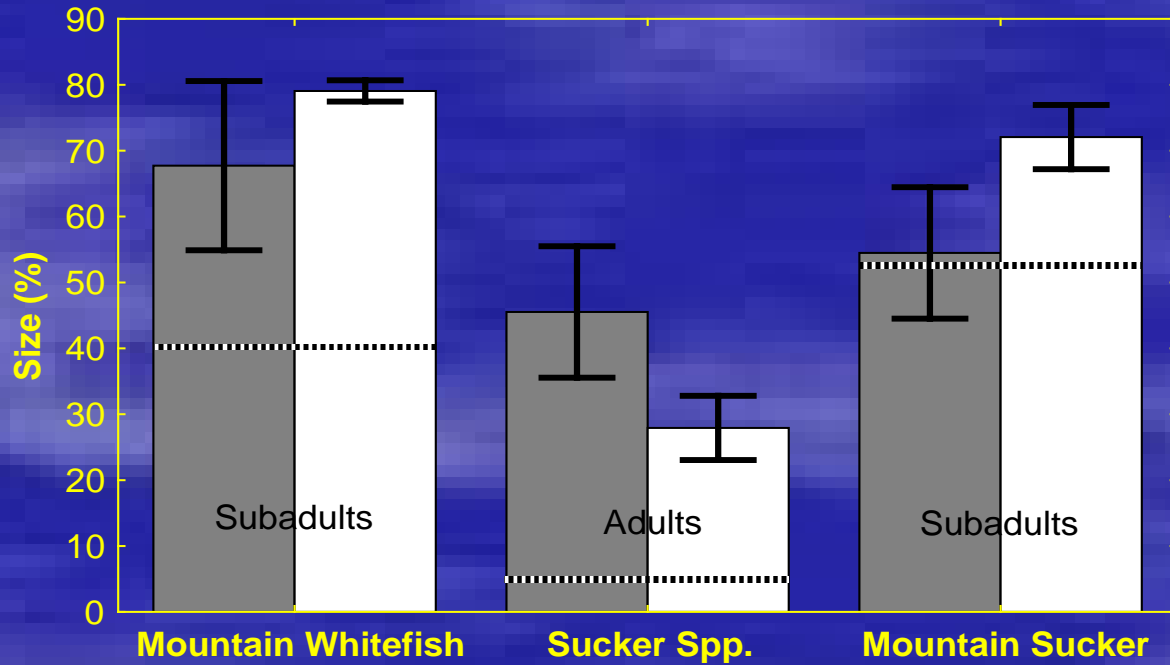 90
80
70
60
50
40
30
20
10
0
Size (%)
Subadults
Adults
Subadults
Mountain Whitefish
Sucker Spp.
Mountain Sucker